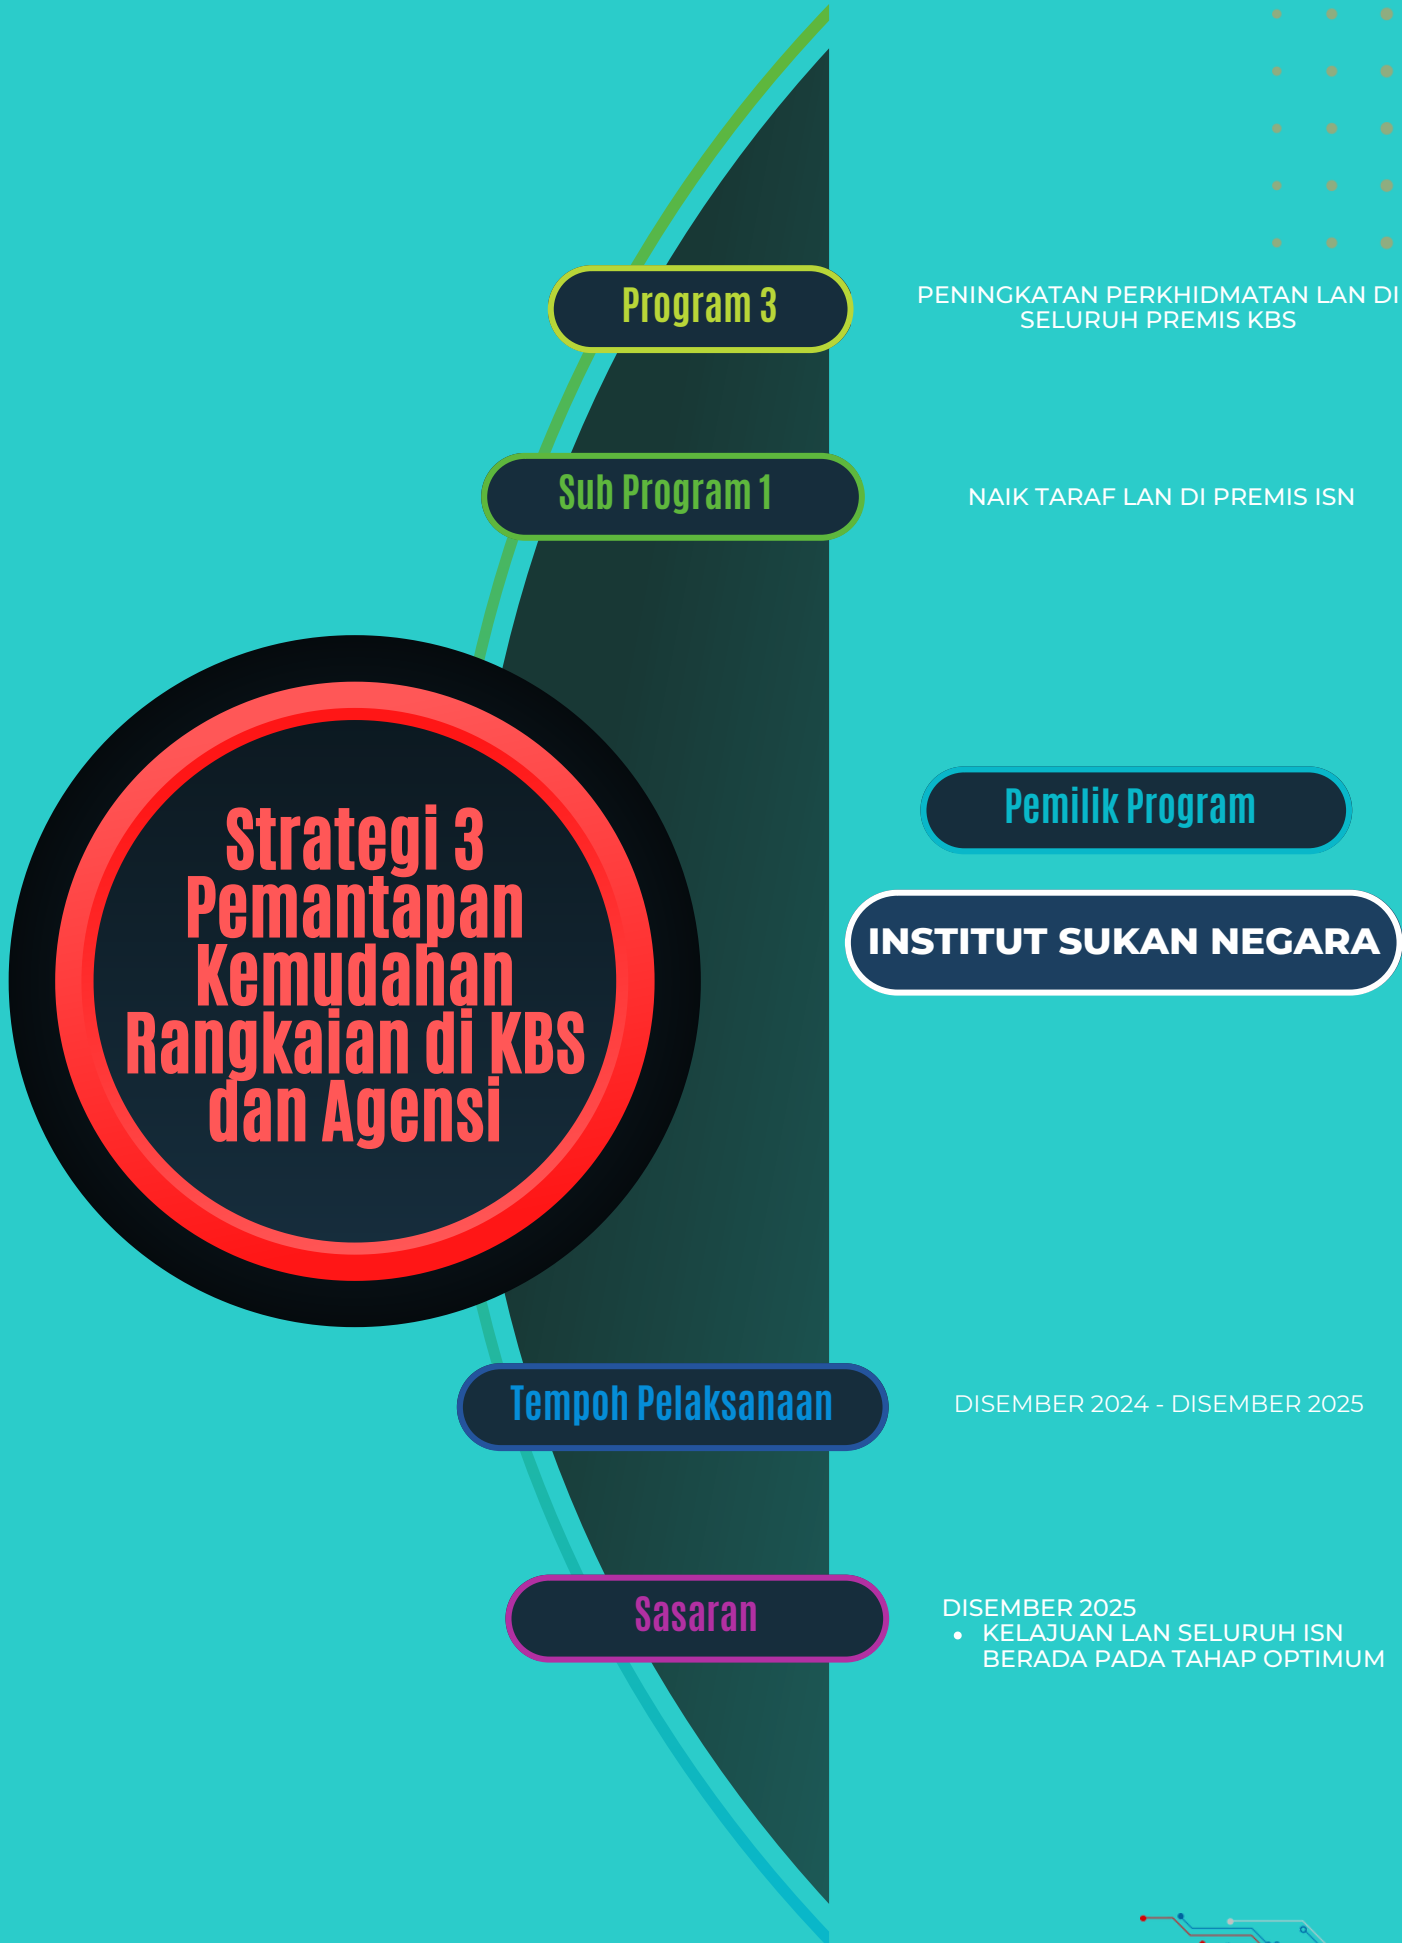 Program 3
PENINGKATAN PERKHIDMATAN LAN DI
SELURUH PREMIS KBS
Sub Program 1
NAIK TARAF LAN DI PREMIS ISN
Strategi 3
Pemantapan
Kemudahan
Rangkaian di KBS
dan Agensi
Pemilik Program
INSTITUT SUKAN NEGARA
Tempoh Pelaksanaan
DISEMBER 2024 - DISEMBER 2025
Sasaran
DISEMBER 2025
• KELAJUAN LAN SELURUH ISN
BERADA PADA TAHAP OPTIMUM